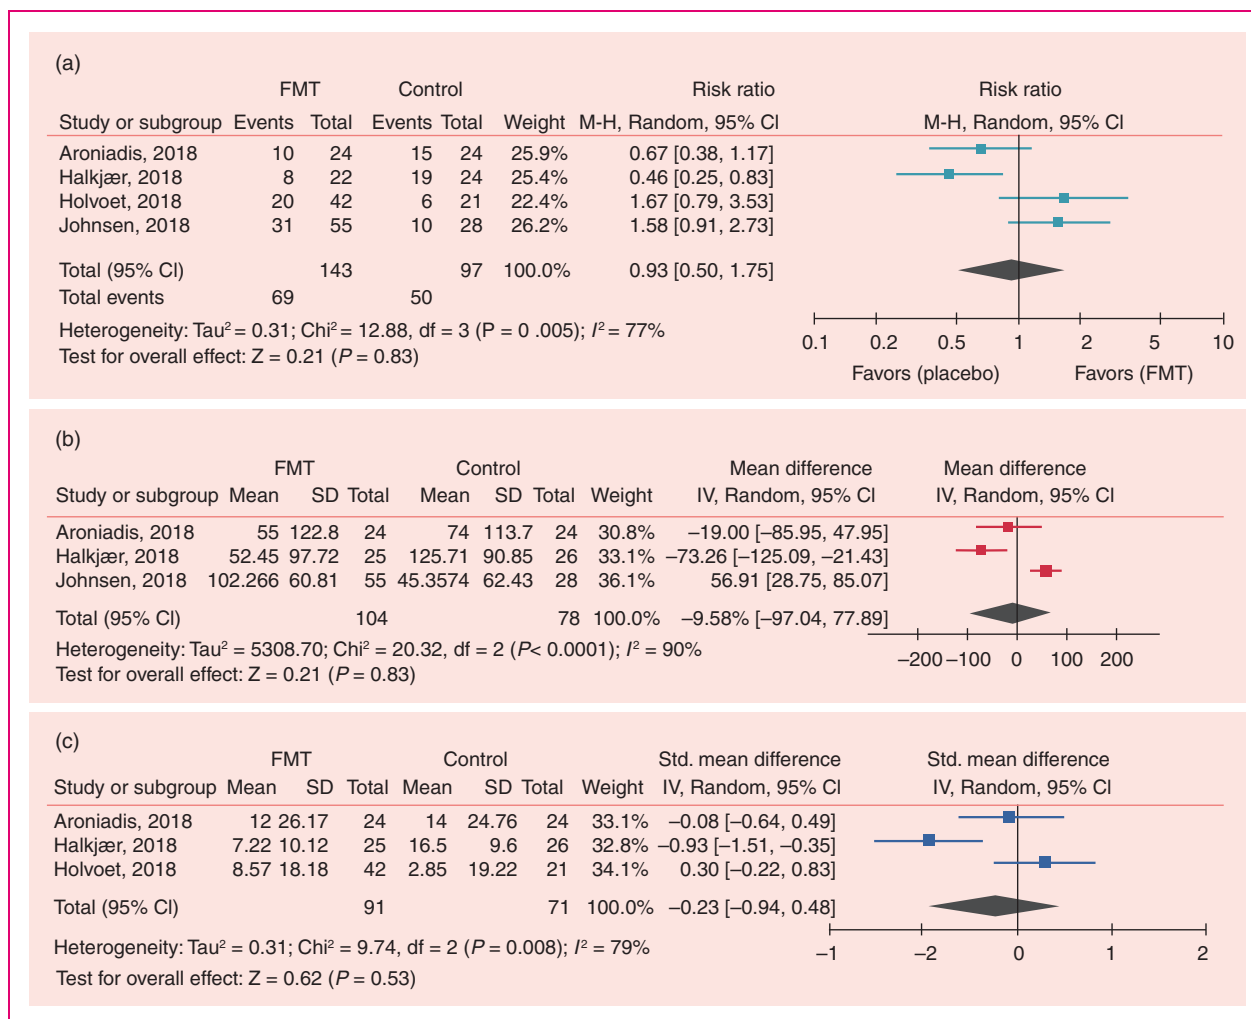 (a)
FMT Control Risk ratio Risk ratio
Study or subgroup Events Total Events Total Weight M-H, Random, 95% CI M-H, Random, 95% CI
Aroniadis, 2018 10 24 15 24 25.9% 0.67 [0.38, 1.17]
Halkjær, 2018 8 22 19 24 25.4% 0.46 [0.25, 0.83]
Holvoet, 2018 20 42 6 21 22.4% 1.67 [0.79, 3.53]
Johnsen, 2018 31 55 10 28 26.2% 1.58 [0.91, 2.73]
Total (95% CI) 143 97 100.0% 0.93 [0.50, 1.75]
Total events 69 50
Heterogeneity: Tau² = 0.31; Chi² = 12.88, df = 3 (P = 0 .005); I² = 77%
Test for overall effect: Z = 0.21 (P = 0.83)
0.1 0.2 0.5 1 2 5 10
Favors (placebo) Favors (FMT)
(b)
FMT Control Mean difference Mean difference
Study or subgroup Mean SD Total Mean SD Total Weight IV, Random, 95% CI IV, Random, 95% CI
Aroniadis, 2018 55 122.8 24 74 113.7 24 30.8% −19.00 [−85.95, 47.95]
Halkjær, 2018 52.45 97.72 25 125.71 90.85 26 33.1% −73.26 [−125.09, −21.43]
Johnsen, 2018 102.266 60.81 55 45.3574 62.43 28 36.1% 56.91 [28.75, 85.07]
Total (95% CI) 104 78 100.0% −9.58% [−97.04, 77.89]
Heterogeneity: Tau² = 5308.70; Chi² = 20.32, df = 2 (P< 0.0001); I² = 90%
Test for overall effect: Z = 0.21 (P = 0.83)
−200 −100 0 100 200
(c)
FMT Control Std. mean difference Std. mean difference
Study or subgroup Mean SD Total Mean SD Total Weight IV, Random, 95% CI IV, Random, 95% CI
Aroniadis, 2018 12 26.17 24 14 24.76 24 33.1% −0.08 [−0.64, 0.49]
Halkjær, 2018 7.22 10.12 25 16.5 9.6 26 32.8% −0.93 [−1.51, −0.35]
Holvoet, 2018 8.57 18.18 42 2.85 19.22 21 34.1% 0.30 [−0.22, 0.83]
Total (95% CI) 91 71 100.0% −0.23 [−0.94, 0.48]
Heterogeneity: Tau² = 0.31; Chi² = 9.74, df = 2 (P = 0.008); I² = 79%
Test for overall effect: Z = 0.62 (P = 0.53)
−1 −2 0 1 2